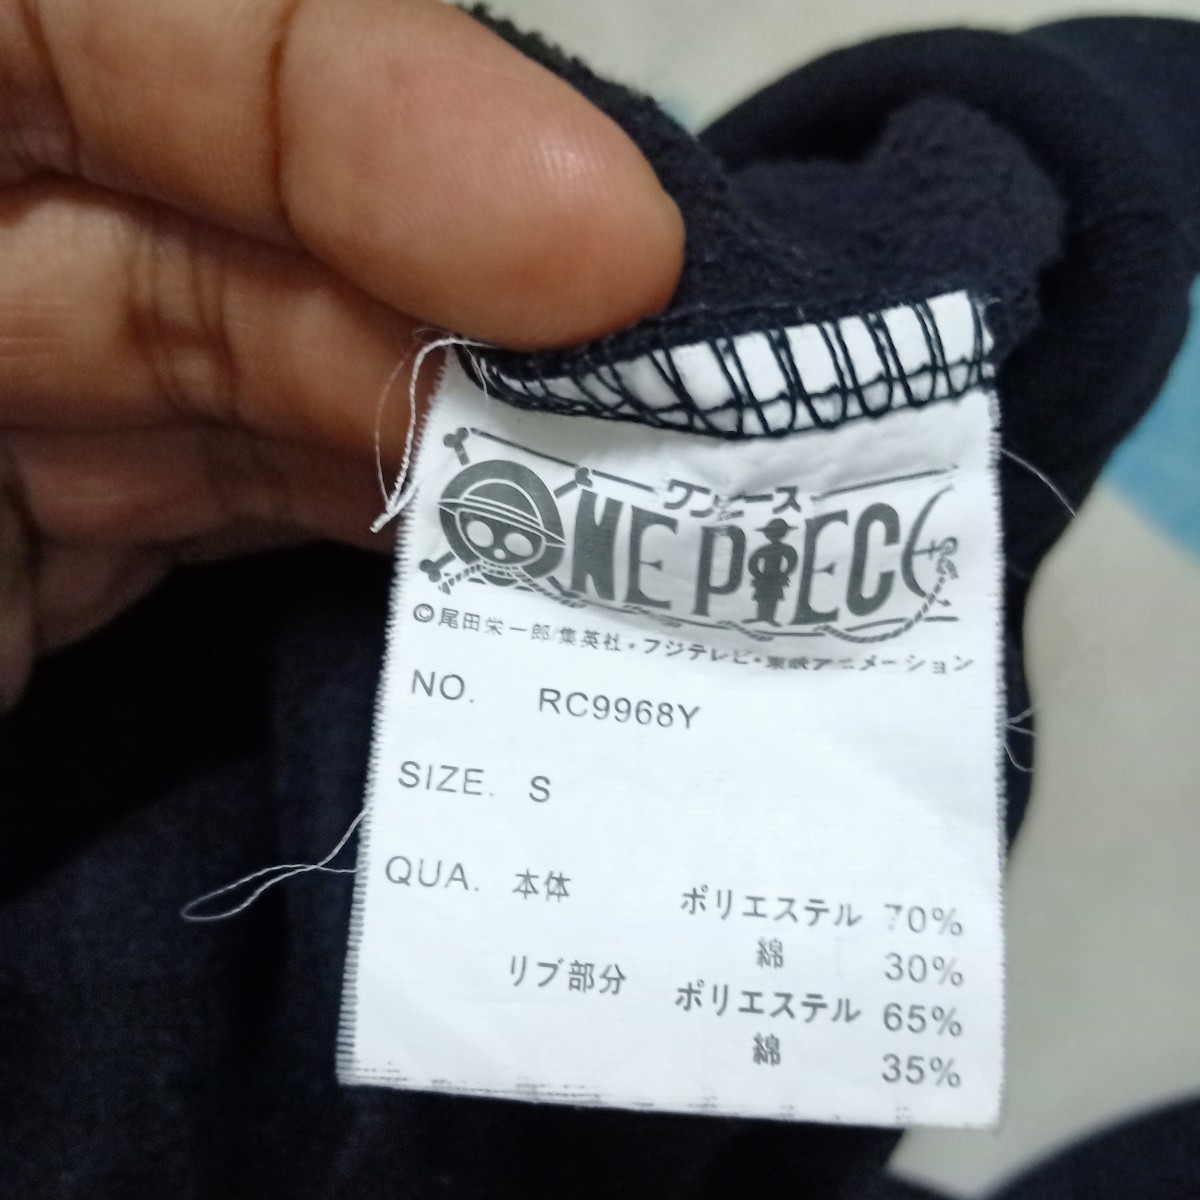 ワンピース
ONE PIECE
©尾田栄一郎/集英社・フジテレビ・東映アニメーション
NO. RC9968Y
SIZE. S
QUA. 本体 ポリエステル 70%
綿 30%
リブ部分 ポリエステル 65%
綿 35%